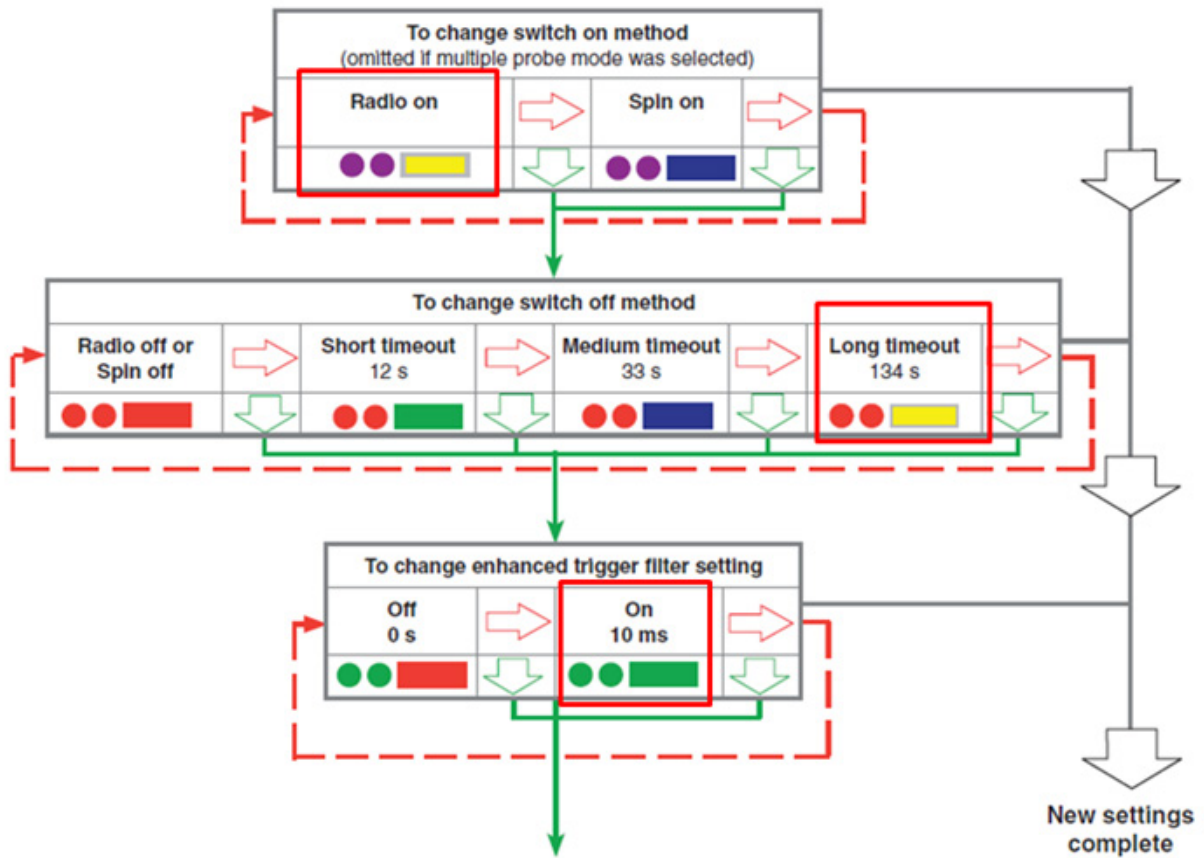 To change switch on method
(omitted if multiple probe mode was selected)
Radio on
Spin on
To change switch off method
Radio off or
Spin off
Short timeout
12 s
Medium timeout
33 s
Long timeout
134 s
To change enhanced trigger filter setting
Off
0 s
On
10 ms
New settings
complete